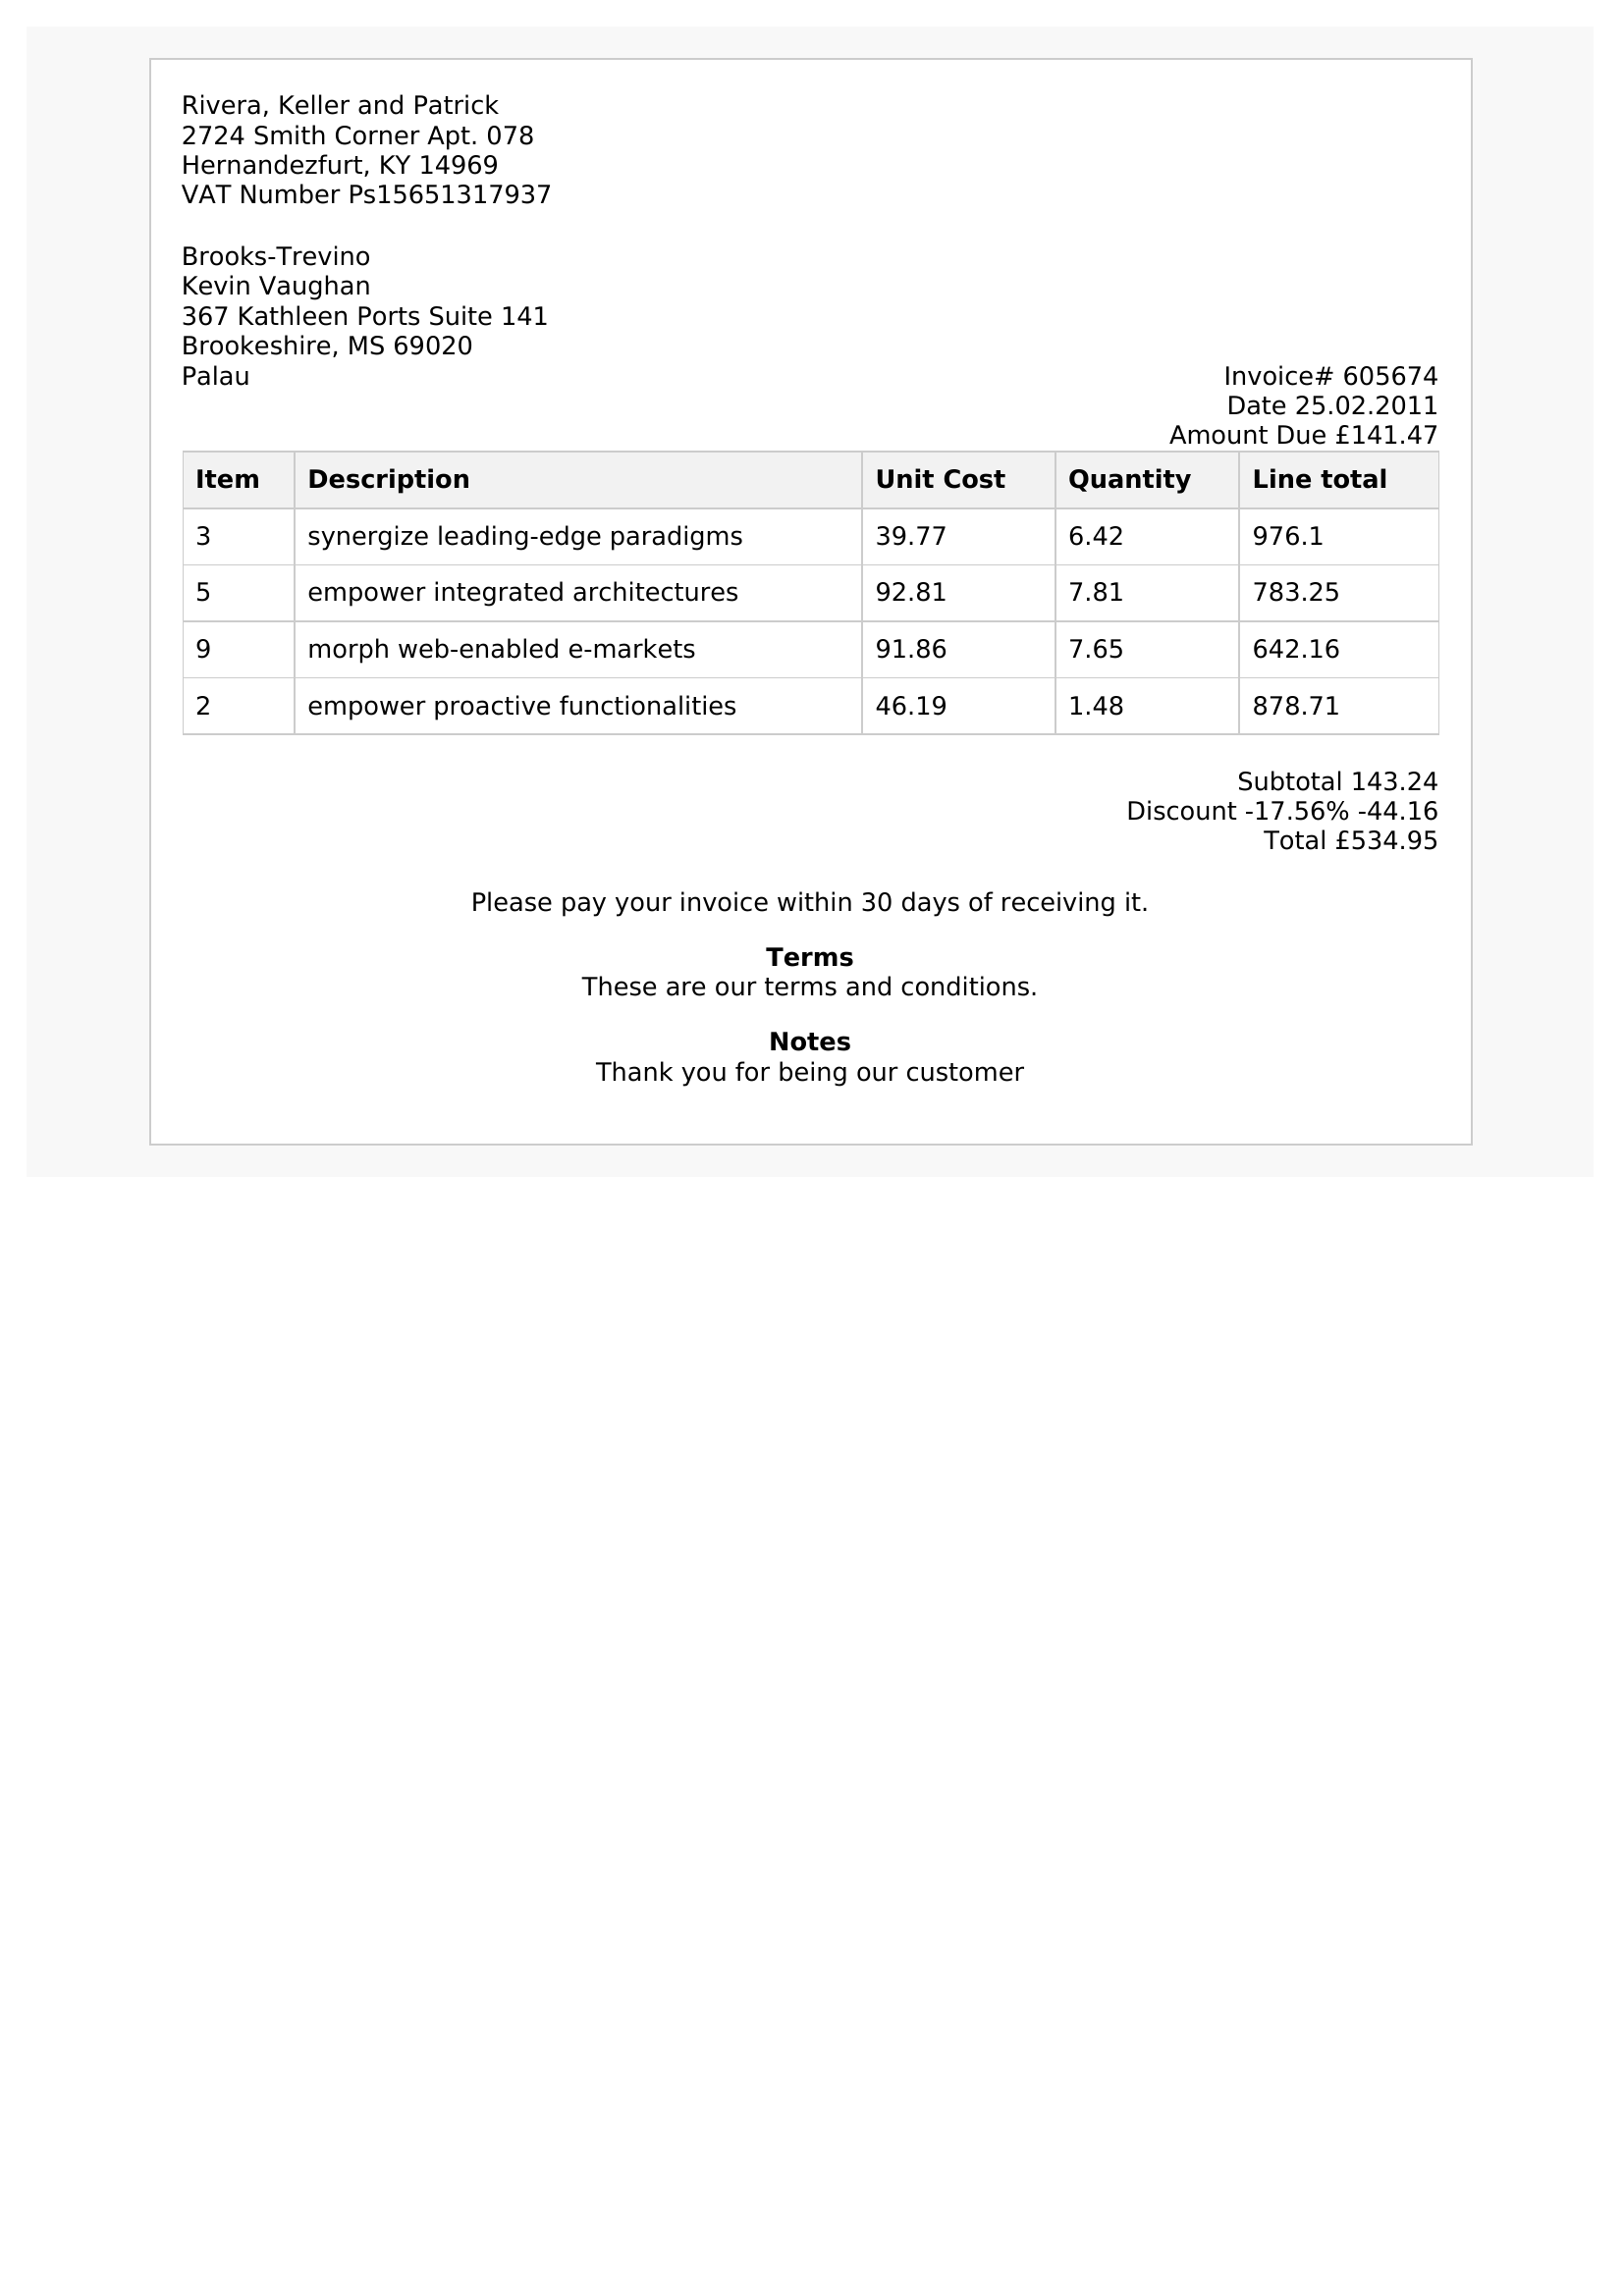 Rivera, Keller and Patrick
2724 Smith Corner Apt. 078
Hernandezfurt, KY 14969
VAT Number Ps15651317937
Brooks-Trevino
Kevin Vaughan
367 Kathleen Ports Suite 141
Brookeshire, MS 69020
Palau
Invoice# 605674
Date 25.02.2011
Amount Due £141.47
Item Description Unit Cost Quantity Line total
3 synergize leading-edge paradigms 39.77 6.42 976.1
5 empower integrated architectures 92.81 7.81 783.25
9 morph web-enabled e-markets 91.86 7.65 642.16
2 empower proactive functionalities 46.19 1.48 878.71
Subtotal 143.24
Discount -17.56% -44.16
Total £534.95
Please pay your invoice within 30 days of receiving it.
Terms
These are our terms and conditions.
Notes
Thank you for being our customer